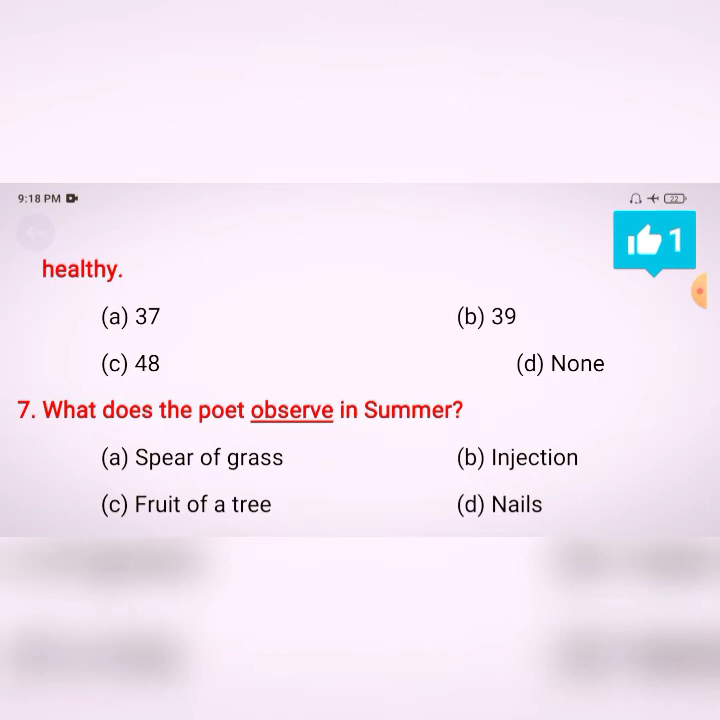 9:18 PM
22
1
healthy.
(a) 37 (b) 39
(c) 48 (d) None
7. What does the poet observe in Summer?
(a) Spear of grass (b) Injection
(c) Fruit of a tree (d) Nails